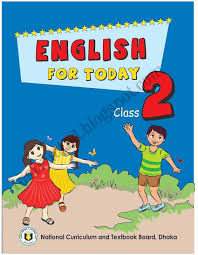 ENGLISH
FOR TODAY
Class 2
National Curriculum and Textbook Board, Dhaka